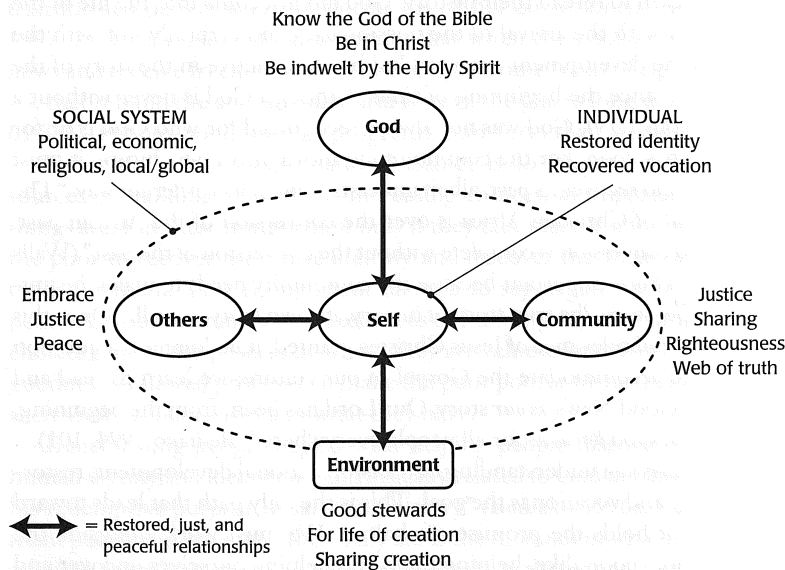 Know the God of the Bible
Be in Christ
Be indwelt by the Holy Spirit
SOCIAL SYSTEM
Political, economic,
religious, local/global
God
INDIVIDUAL
Restored identity
Recovered vocation
Embrace
Justice
Peace
Others
Self
Community
Justice
Sharing
Righteousness
Web of truth
Environment
Good stewards
For life of creation
Sharing creation
= Restored, just, and
peaceful relationships